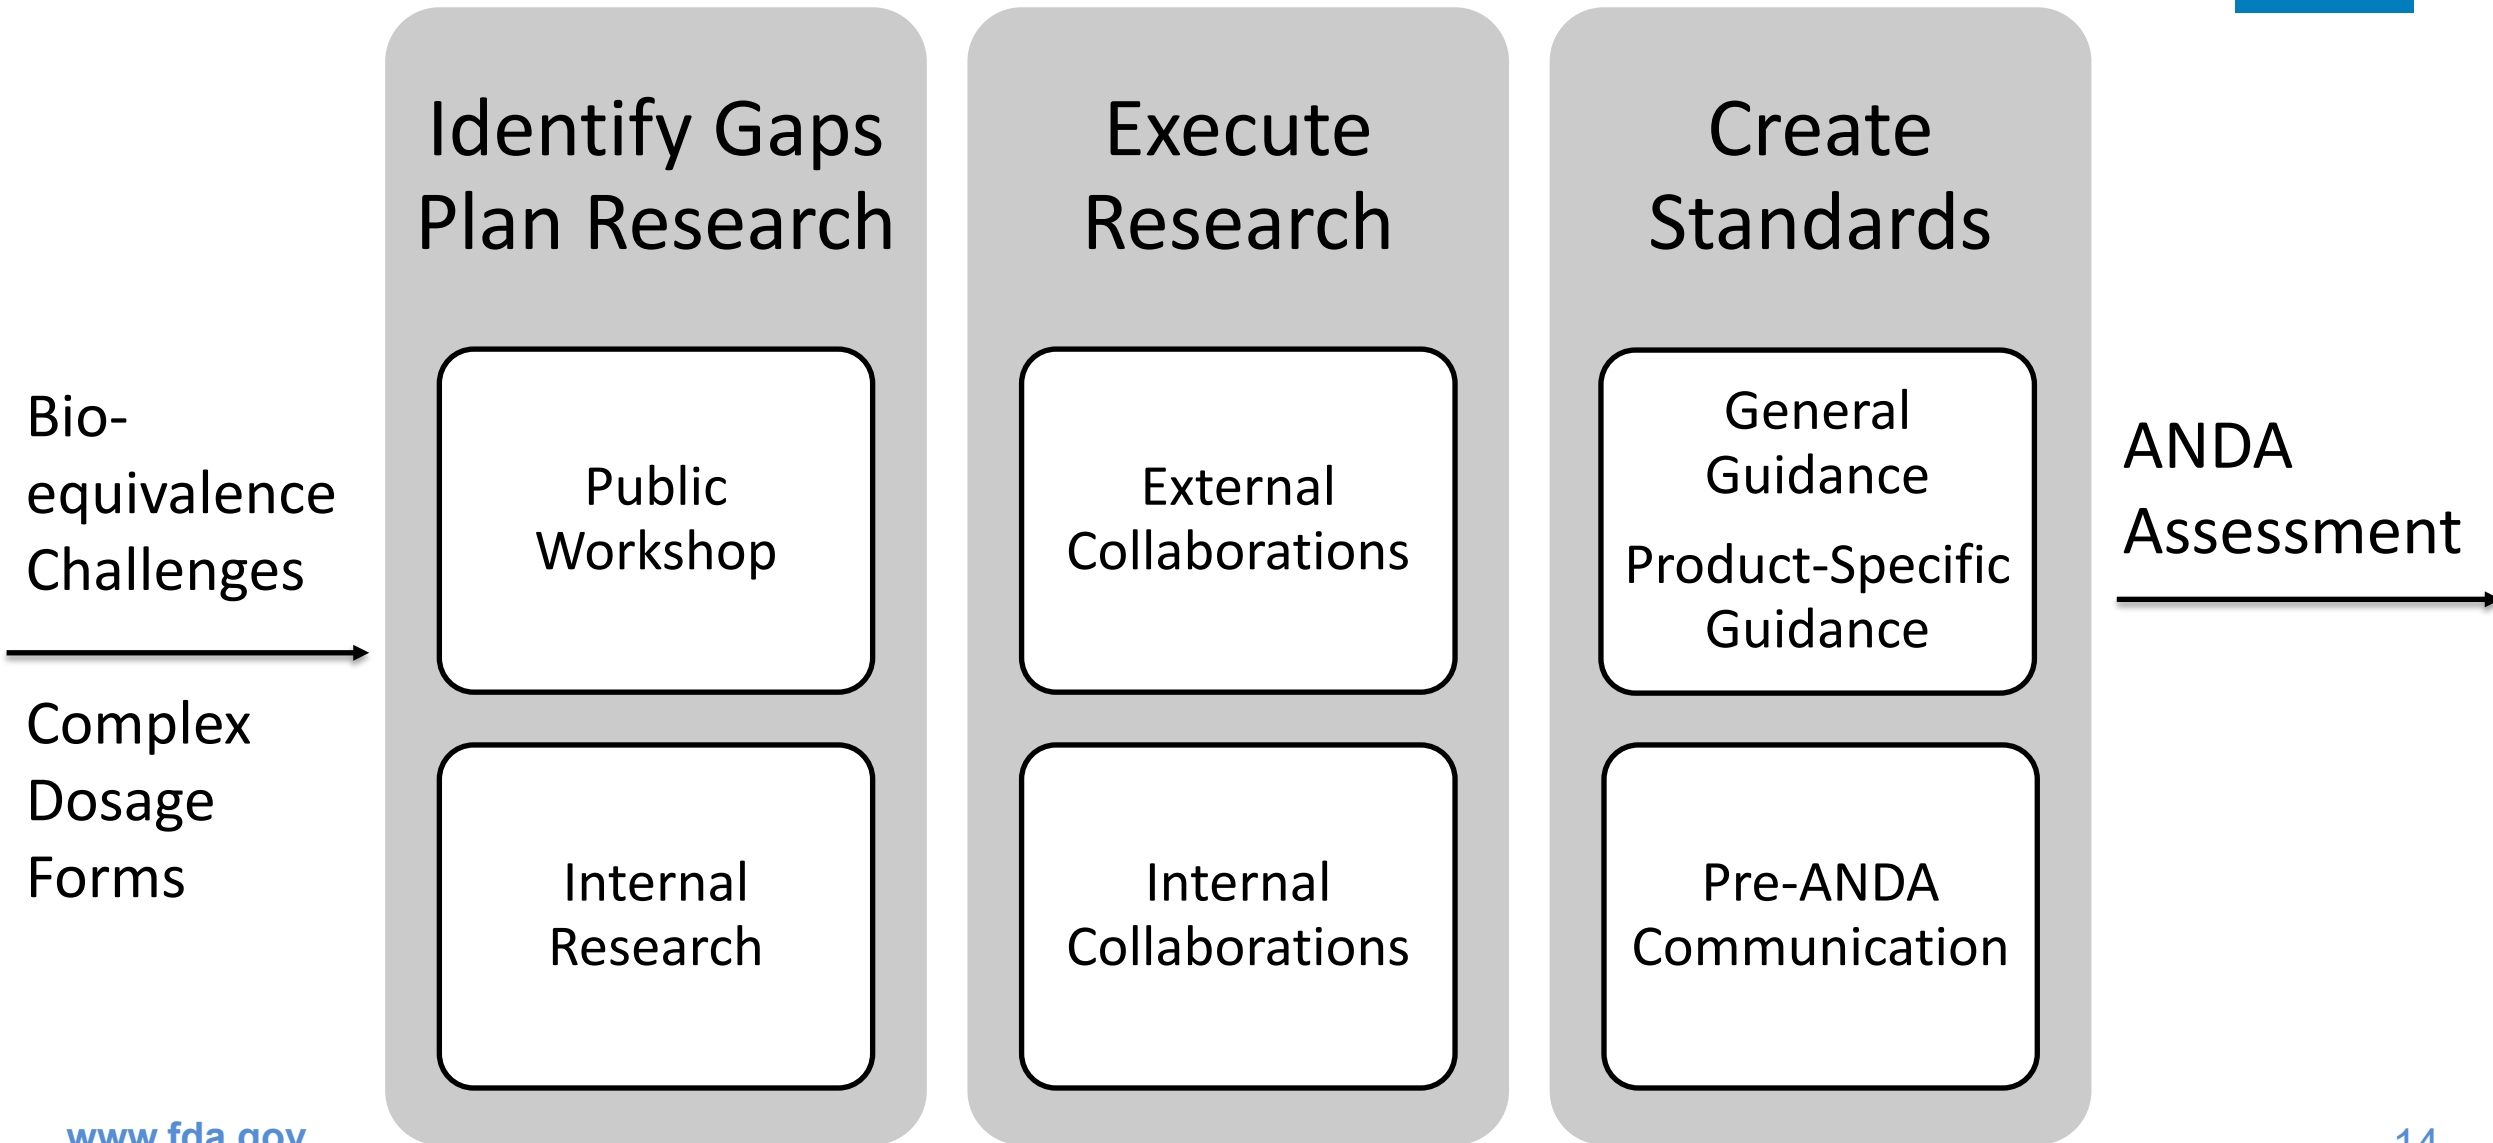 Identify Gaps
Plan Research
Execute
Research
Create
Standards
Bio-
equivalence
Challenges
Complex
Dosage
Forms
Public
Workshop
Internal
Research
External
Collaborations
Internal
Collaborations
General
Guidance
Product-Specific
Guidance
Pre-ANDA
Communication
ANDA
Assessment
www.fda.gov
14